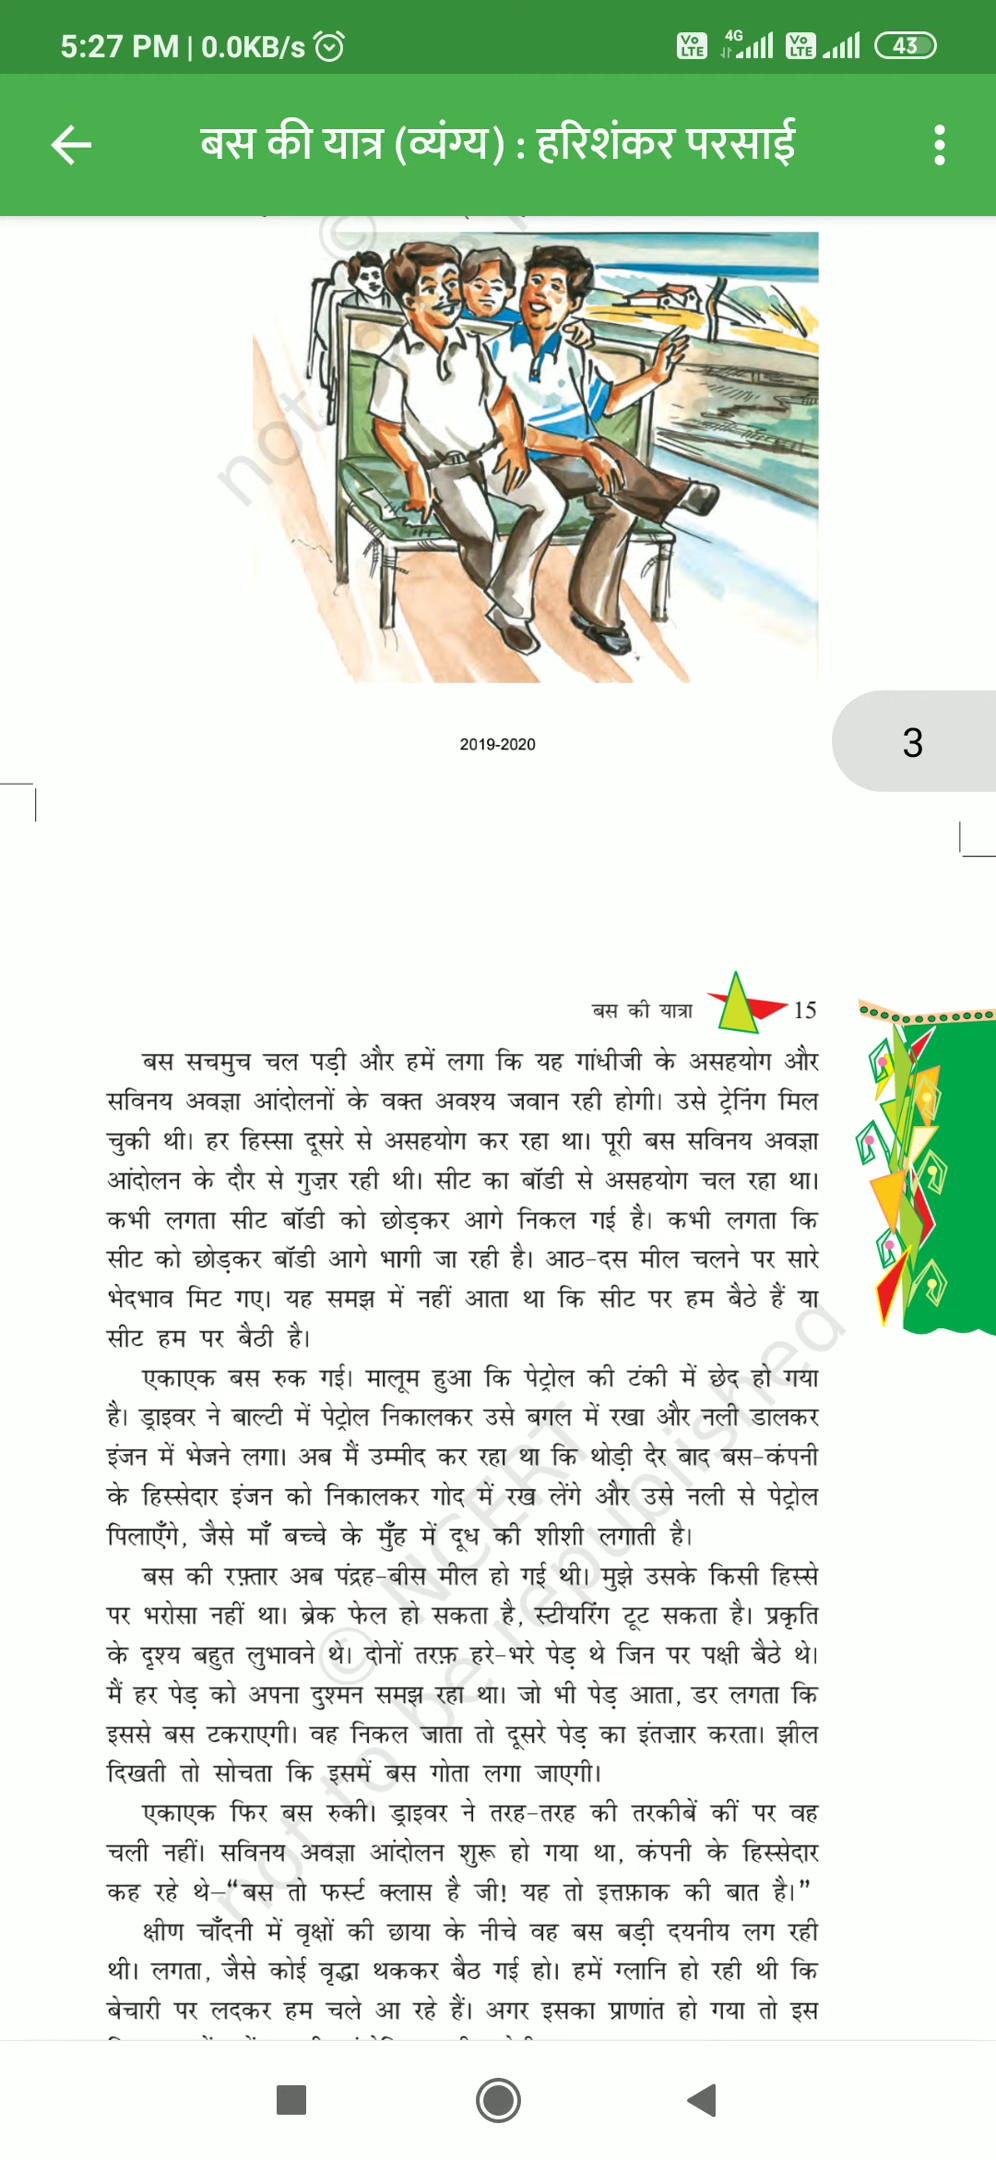 5:27 PM | 0.0KB/s
Vo LTE 4G Vo LTE 43
बस की यात्र (व्यंग्य) : हरिशंकर परसाई
2019-2020
3
बस की यात्रा 15
बस सचमुच चल पड़ी और हमें लगा कि यह गांधीजी के असहयोग और
सविनय अवज्ञा आंदोलनों के वक्त अवश्य जवान रही होगी। उसे ट्रेनिंग मिल
चुकी थी। हर हिस्सा दूसरे से असहयोग कर रहा था। पूरी बस सविनय अवज्ञा
आंदोलन के दौर से गुज़र रही थी। सीट का बॉडी से असहयोग चल रहा था।
कभी लगता सीट बॉडी को छोड़कर आगे निकल गई है। कभी लगता कि
सीट को छोड़कर बॉडी आगे भागी जा रही है। आठ-दस मील चलने पर सारे
भेदभाव मिट गए। यह समझ में नहीं आता था कि सीट पर हम बैठे हैं या
सीट हम पर बैठी है।
एकाएक बस रुक गई। मालूम हुआ कि पेट्रोल की टंकी में छेद हो गया
है। ड्राइवर ने बाल्टी में पेट्रोल निकालकर उसे बगल में रखा और नली डालकर
इंजन में भेजने लगा। अब मैं उम्मीद कर रहा था कि थोड़ी देर बाद बस-कंपनी
के हिस्सेदार इंजन को निकालकर गोद में रख लेंगे और उसे नली से पेट्रोल
पिलाएँगे, जैसे माँ बच्चे के मुँह में दूध की शीशी लगाती है।
बस की रफ़्तार अब पंद्रह-बीस मील हो गई थी। मुझे उसके किसी हिस्से
पर भरोसा नहीं था। ब्रेक फेल हो सकता है, स्टीयरिंग टूट सकता है। प्रकृति
के दृश्य बहुत लुभावने थे। दोनों तरफ़ हरे-भरे पेड़ थे जिन पर पक्षी बैठे थे।
मैं हर पेड़ को अपना दुश्मन समझ रहा था। जो भी पेड़ आता, डर लगता कि
इससे बस टकराएगी। वह निकल जाता तो दूसरे पेड़ का इंतज़ार करता। झील
दिखती तो सोचता कि इसमें बस गोता लगा जाएगी।
एकाएक फिर बस रुकी। ड्राइवर ने तरह-तरह की तरकीबें कीं पर वह
चली नहीं। सविनय अवज्ञा आंदोलन शुरू हो गया था, कंपनी के हिस्सेदार
कह रहे थे–“बस तो फर्स्ट क्लास है जी! यह तो इत्तफ़ाक की बात है।”
क्षीण चाँदनी में वृक्षों की छाया के नीचे वह बस बड़ी दयनीय लग रही
थी। लगता, जैसे कोई वृद्धा थककर बैठ गई हो। हमें ग्लानि हो रही थी कि
बेचारी पर लदकर हम चले आ रहे हैं। अगर इसका प्राणांत हो गया तो इस
© NCERT
not to be republished